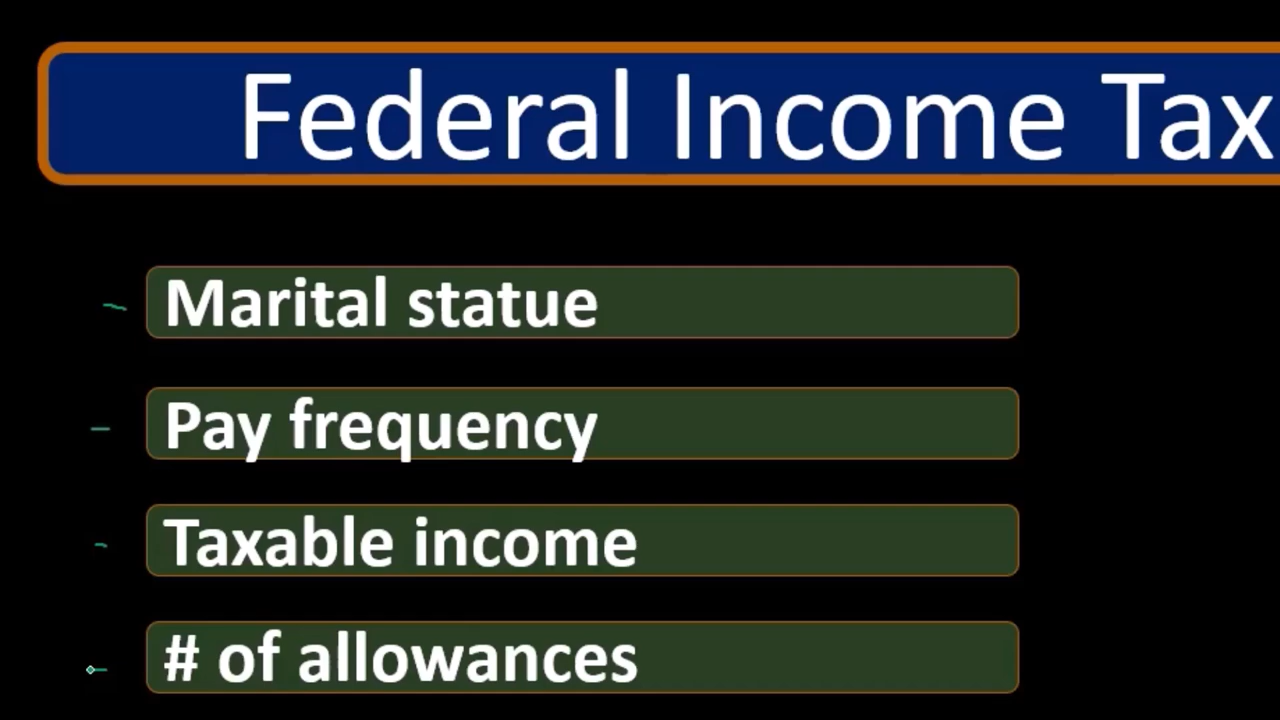 Federal Income Tax
Marital statue
Pay frequency
Taxable income
# of allowances